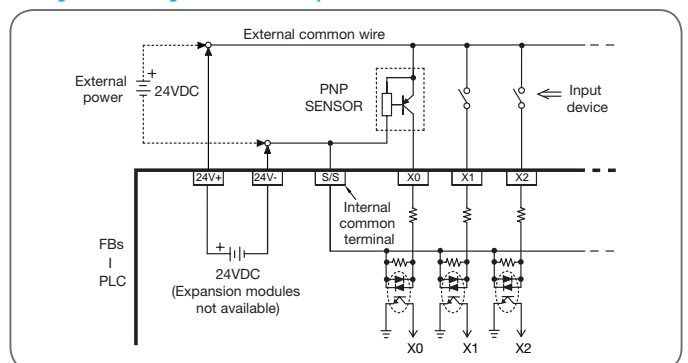 External common wire
External
power
+
24VDC
PNP
SENSOR
Input
device
24V+
24V-
S/S
X0
X1
X2
Internal
common
terminal
FBs
I
PLC
+
24VDC
(Expansion modules
not available)
X0
X1
X2